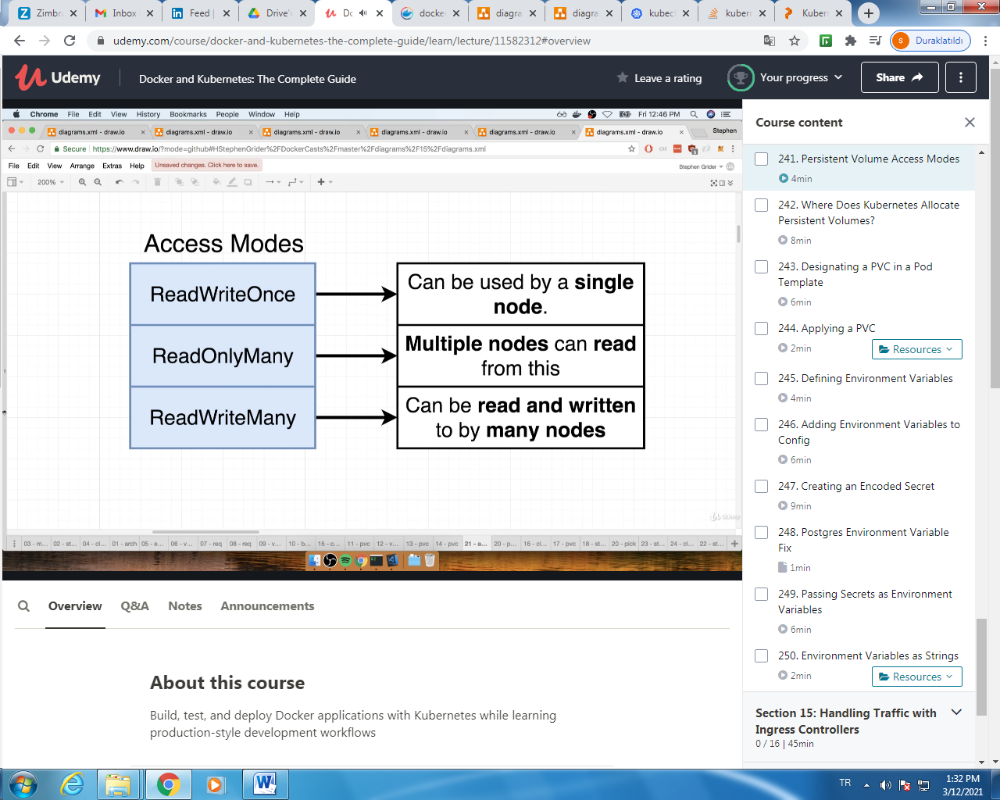 Zimbra
Inbox
Feed |
Drive'
Do
docker
diagra
diagra
kubect
kubern
Kubern
udemy.com/course/docker-and-kubernetes-the-complete-guide/learn/lecture/11582312#overview
S Duraklatıldı
Udemy
Docker and Kubernetes: The Complete Guide
Leave a rating
Your progress
Share
Chrome File Edit View History Bookmarks People Window Help
Fri 12:46 PM
diagrams.xml - draw.io
diagrams.xml - draw.io
diagrams.xml - draw.io
diagrams.xml - draw.io
diagrams.xml - draw.io
diagrams.xml - draw.io
Stephen
Secure | https://www.draw.io/?mode=github#HStephenGrider%2FDockerCasts%2Fmaster%2Fdiagrams%2F15%2Fdiagrams.xml
File Edit View Arrange Extras Help Unsaved changes. Click here to save.
Stephen Grider
200%
Access Modes
ReadWriteOnce
Can be used by a single
node.
ReadOnlyMany
Multiple nodes can read
from this
ReadWriteMany
Can be read and written
to by many nodes
Udemy
03 - m... 02 - st... 04 - cl... 01 - arch 05 - e... 06 - v... 07 - req 08 - req 09 - v... 10 - b... 15 - c... 11 - pvc 12 - v... 13 - pvc 14 - pvc 21 - a... 20 - p... 16 - cl... 17 - pvc 18 - st... 20 - pick 23 - st... 24 - cl... 22 - st...
Overview
Q&A
Notes
Announcements
About this course
Build, test, and deploy Docker applications with Kubernetes while learning
production-style development workflows
Course content
241. Persistent Volume Access Modes
4min
242. Where Does Kubernetes Allocate
Persistent Volumes?
8min
243. Designating a PVC in a Pod
Template
6min
244. Applying a PVC
2min
Resources
245. Defining Environment Variables
4min
246. Adding Environment Variables to
Config
6min
247. Creating an Encoded Secret
9min
248. Postgres Environment Variable
Fix
1min
249. Passing Secrets as Environment
Variables
6min
250. Environment Variables as Strings
2min
Resources
Section 15: Handling Traffic with
Ingress Controllers
0 / 16 | 45min
TR
1:32 PM
3/12/2021